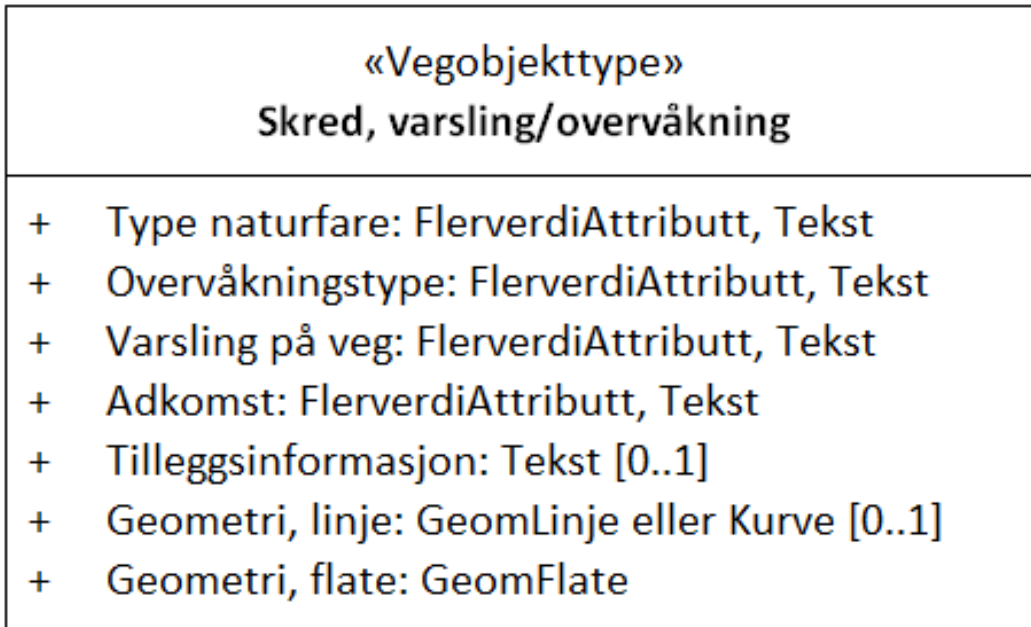 «Vegobjekttype»
Skred, varsling/overvåkning
+ Type naturfare: FlerverdiAttributt, Tekst
+ Overvåkningstype: FlerverdiAttributt, Tekst
+ Varsling på veg: FlerverdiAttributt, Tekst
+ Adkomst: FlerverdiAttributt, Tekst
+ Tilleggsinformasjon: Tekst [0..1]
+ Geometri, linje: GeomLinje eller Kurve [0..1]
+ Geometri, flate: GeomFlate